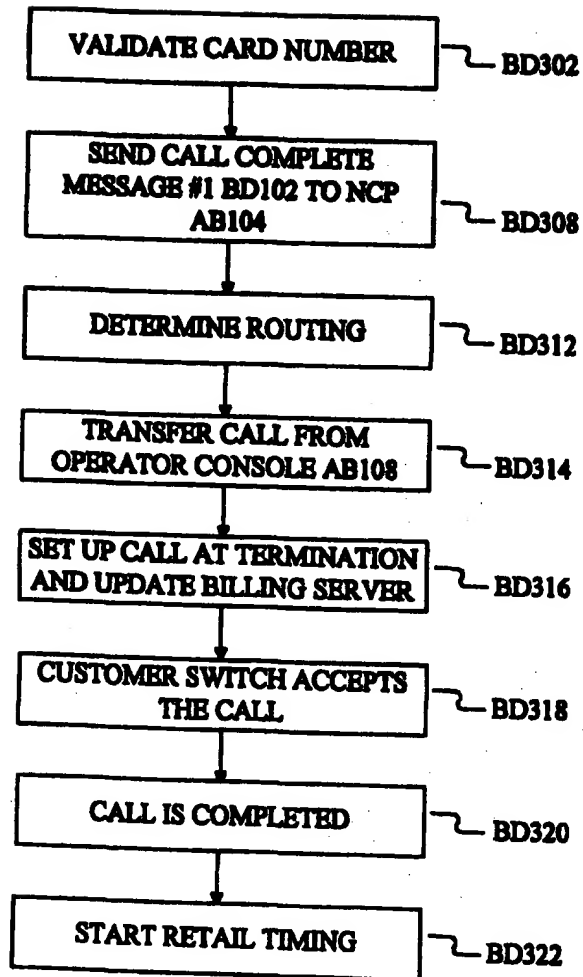 VALIDATE CARD NUMBER
BD302
SEND CALL COMPLETE
MESSAGE #1 BD102 TO NCP
AB104
BD308
DETERMINE ROUTING
BD312
TRANSFER CALL FROM
OPERATOR CONSOLE AB108
BD314
SET UP CALL AT TERMINATION
AND UPDATE BILLING SERVER
BD316
CUSTOMER SWITCH ACCEPTS
THE CALL
BD318
CALL IS COMPLETED
BD320
START RETAIL TIMING
BD322